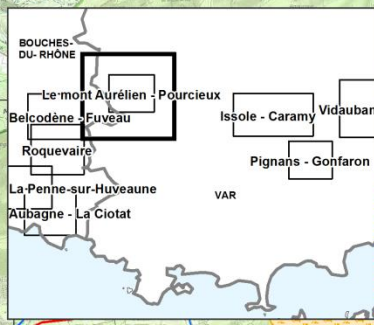 BOUCHES-
DU- RHÔNE
Le mont Aurélien - Pourcieux
Belcodène - Fuveau
Issole - Caramy
Vidauban
Roquevaire
Pignans - Gonfaron
La Penne-sur-Huveaune
VAR
Aubagne - La Ciotat